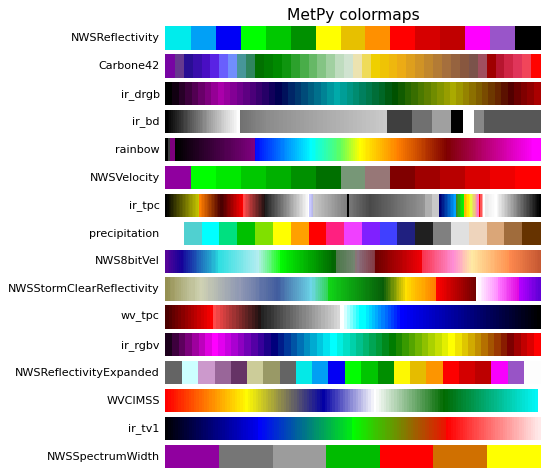 MetPy colormaps
NWSReflectivity
Carbone42
ir_drgb
ir_bd
rainbow
NWSVelocity
ir_tpc
precipitation
NWS8bitVel
NWSStormClearReflectivity
wv_tpc
ir_rgbv
NWSReflectivityExpanded
WVCIMSS
ir_tv1
NWSSpectrumWidth